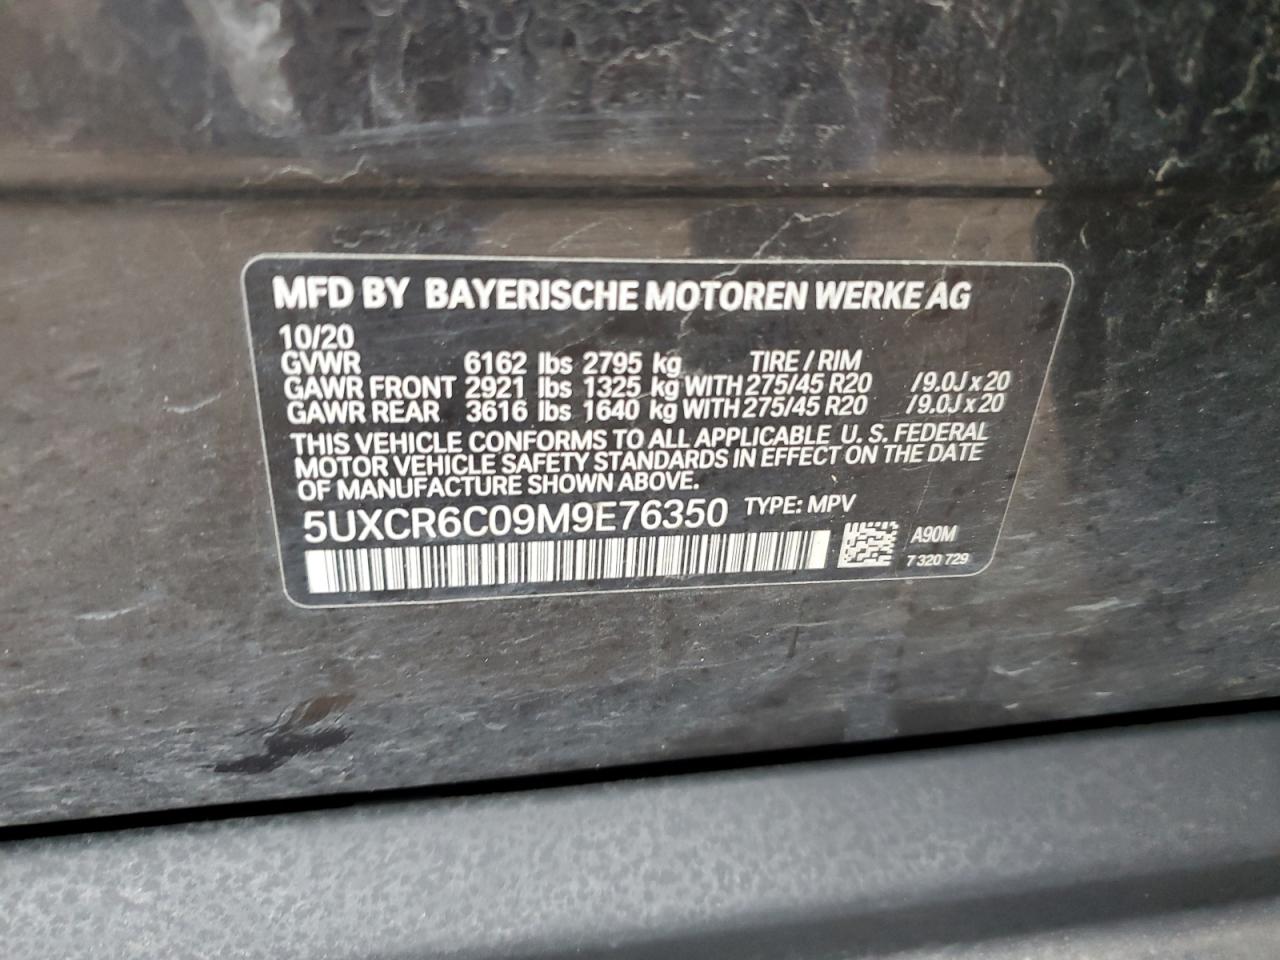 MFD BY BAYERISCHE MOTOREN WERKE AG
10/20
GVWR 6162 lbs 2795 kg TIRE / RIM
GAWR FRONT 2921 lbs 1325 kg WITH 275/45 R20 /9.0J x 20
GAWR REAR 3616 lbs 1640 kg WITH 275/45 R20 /9.0J x 20
THIS VEHICLE CONFORMS TO ALL APPLICABLE U. S. FEDERAL
MOTOR VEHICLE SAFETY STANDARDS IN EFFECT ON THE DATE
OF MANUFACTURE SHOWN ABOVE.
5UXCR6C09M9E76350 TYPE: MPV
A90M
7 320 729